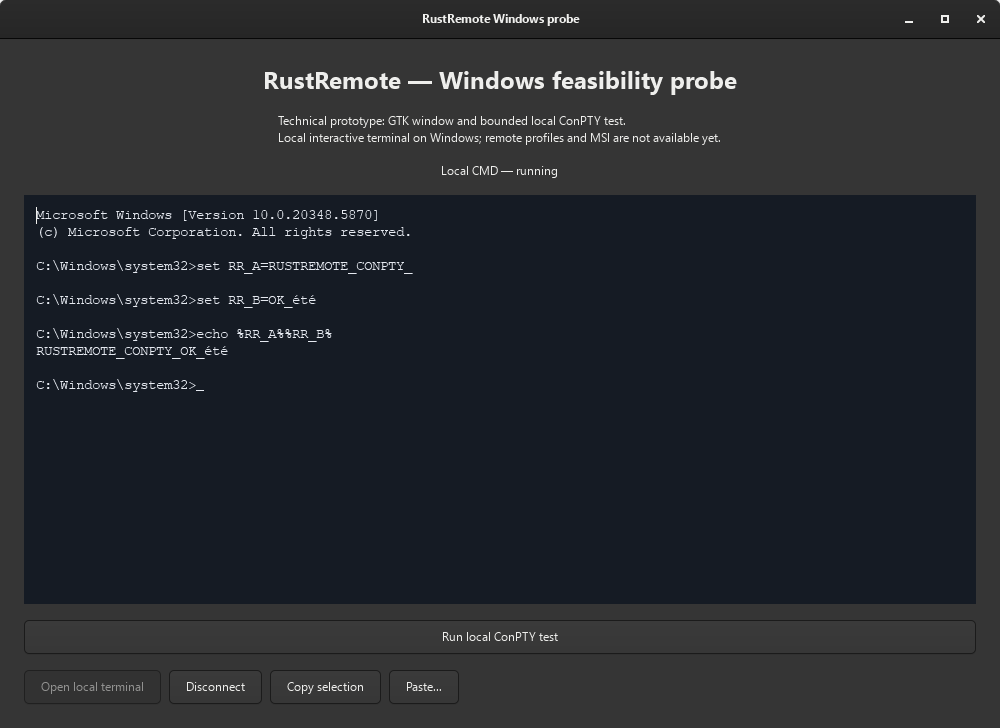 RustRemote Windows probe
RustRemote — Windows feasibility probe
Technical prototype: GTK window and bounded local ConPTY test.
Local interactive terminal on Windows; remote profiles and MSI are not available yet.
Local CMD — running
Microsoft Windows [Version 10.0.20348.5870]
(c) Microsoft Corporation. All rights reserved.
C:\Windows\system32>set RR_A=RUSTREMOTE_CONPTY_
C:\Windows\system32>set RR_B=OK_été
C:\Windows\system32>echo %RR_A%%RR_B%
RUSTREMOTE_CONPTY_OK_été
C:\Windows\system32>_
Run local ConPTY test
Open local terminal Disconnect Copy selection Paste...